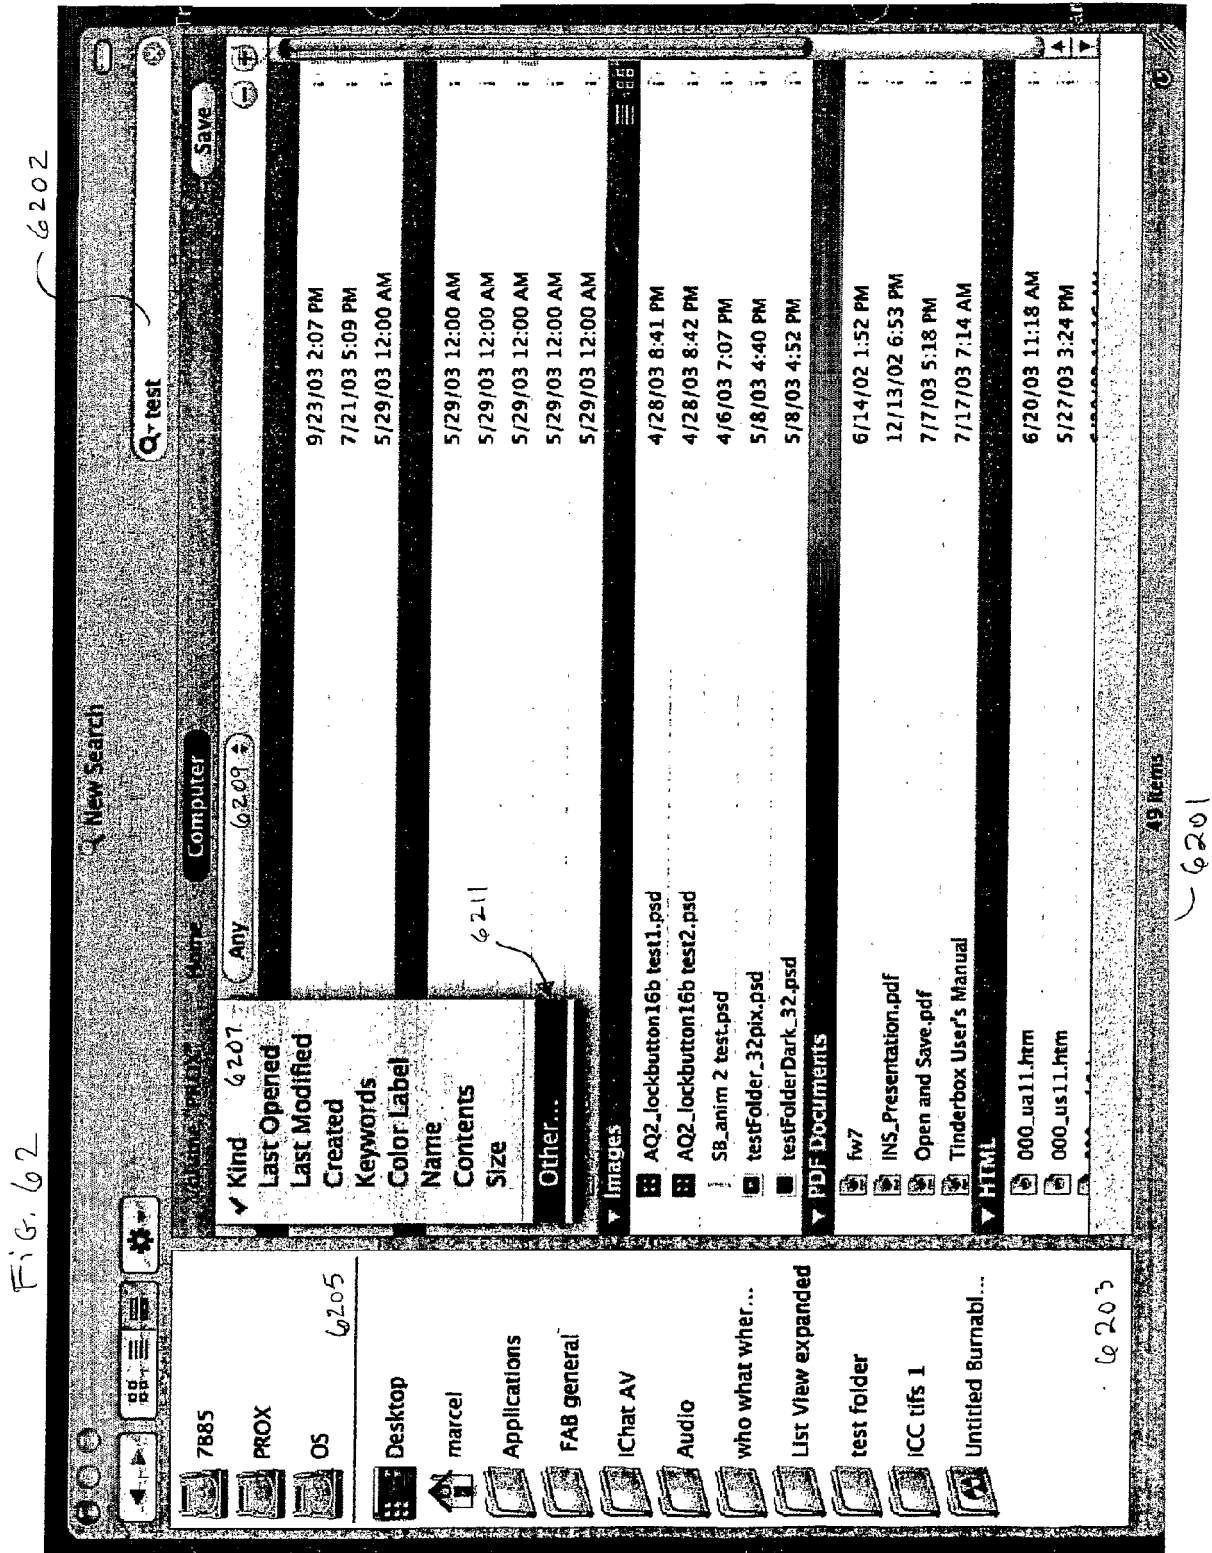 Fig. 62
6202
New Search
test
Home
Computer
Save
Kind 6207
Any 6209
Last Opened
Last Modified
Created
Keywords
Color Label
Name
Contents
Size
Other...
6211
9/23/03 2:07 PM
7/21/03 5:09 PM
5/29/03 12:00 AM
5/29/03 12:00 AM
5/29/03 12:00 AM
5/29/03 12:00 AM
5/29/03 12:00 AM
5/29/03 12:00 AM
Images
AQ2_lockbutton16b test1.psd 4/28/03 8:41 PM
AQ2_lockbutton16b test2.psd 4/28/03 8:42 PM
SB_anim 2 test.psd 4/6/03 7:07 PM
testFolder_32pix.psd 5/8/03 4:40 PM
testFolderDark_32.psd 5/8/03 4:52 PM
PDF Documents
fw7 6/14/02 1:52 PM
INS_Presentation.pdf 12/13/02 6:53 PM
Open and Save.pdf 7/7/03 5:18 PM
Tinderbox User's Manual 7/17/03 7:14 AM
HTML
000_ua11.htm 6/20/03 11:18 AM
000_us11.htm 5/27/03 3:24 PM
7B85
PROX
OS
6205
Desktop
marcel
Applications
FAB general
iChat AV
Audio
who what wher...
List View expanded
test folder
ICC tifs 1
Untitled Burnabl...
6203
49 items
6201